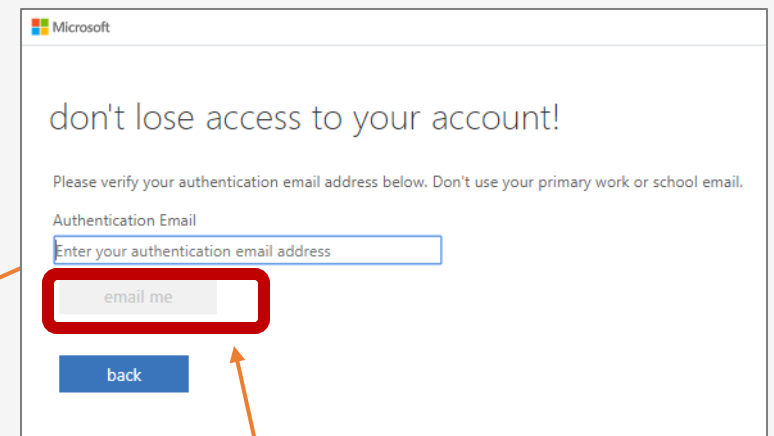 Microsoft
don't lose access to your account!
Please verify your authentication email address below. Don't use your primary work or school email.
Authentication Email
Enter your authentication email address
email me
back